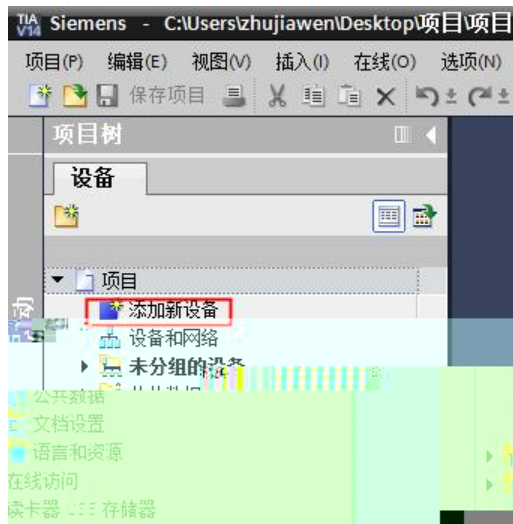 TIA V14 Siemens - C:\Users\zhujiawen\Desktop\项目\项目
项目(P) 编辑(E) 视图(V) 插入(I) 在线(O) 选项(N)
保存项目
项目树
设备
项目
添加新设备
设备和网络
未分组的设备
公共数据
文档设置
语言和资源
在线访问
读卡器 存储器